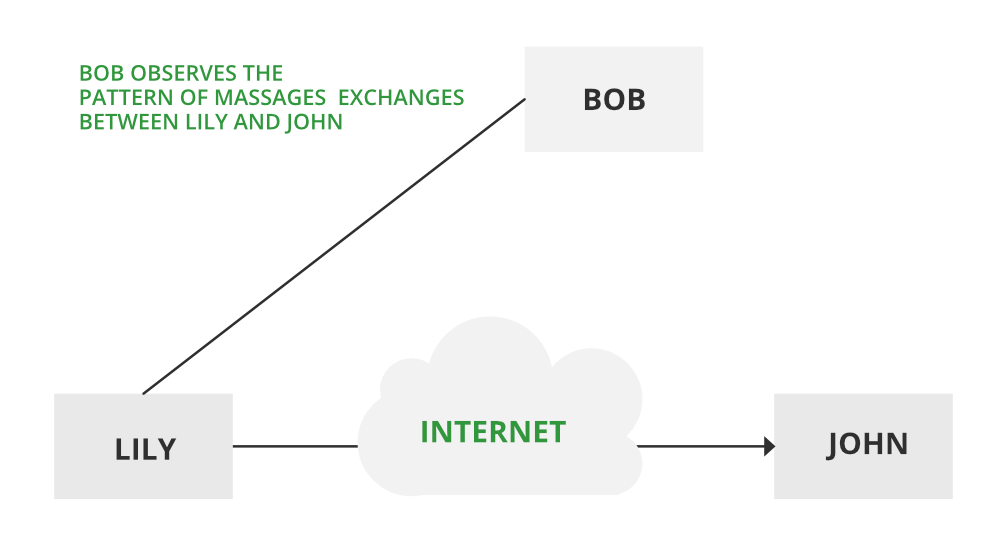 BOB OBSERVES THE
PATTERN OF MASSAGES  EXCHANGES
BETWEEN LILY AND JOHN
BOB
INTERNET
LILY
JOHN